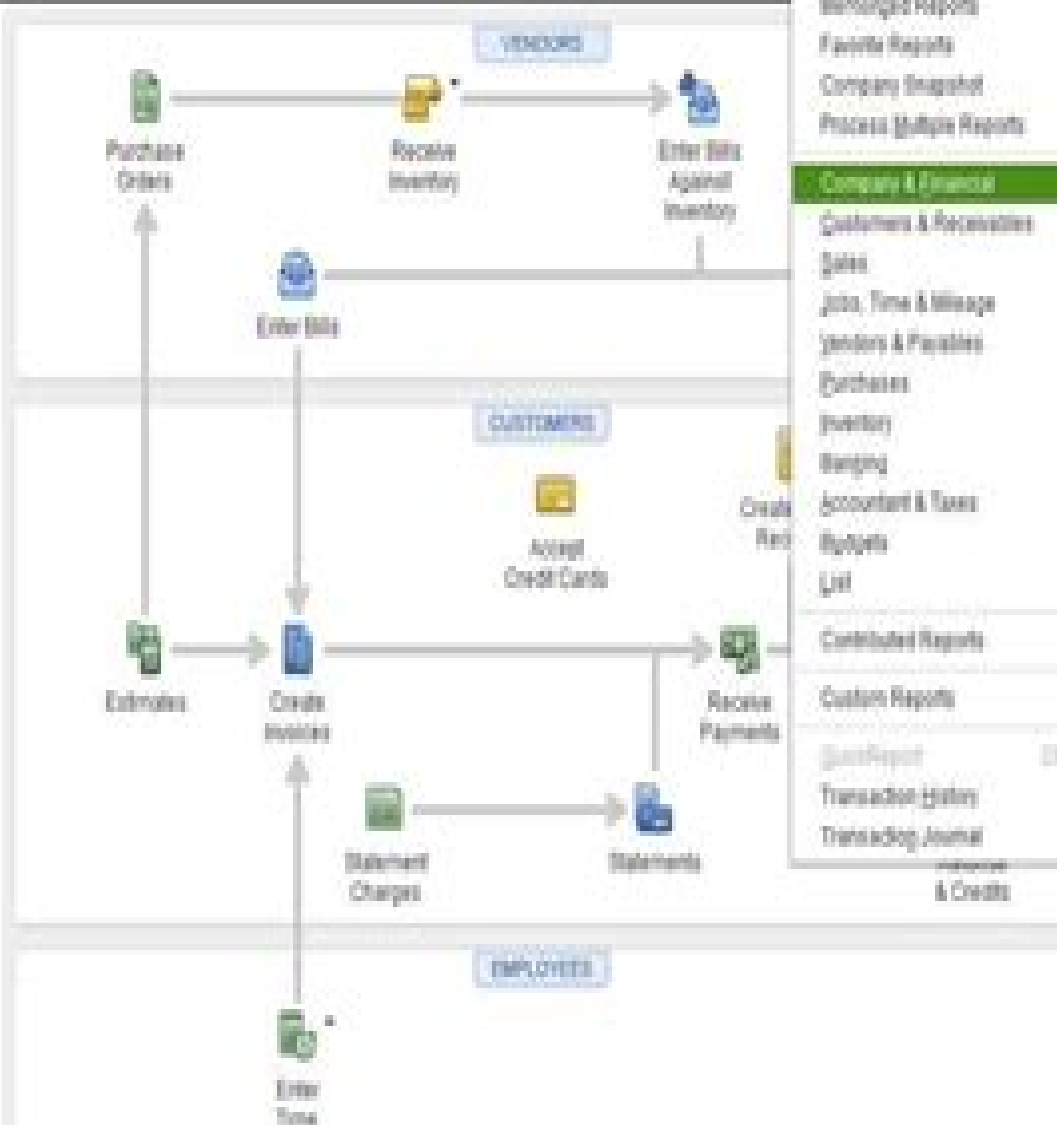 VENDORS
Purchase
Orders
Receive
Inventory
Enter Bills
Against
Inventory
Enter Bills
CUSTOMERS
Accept
Credit Cards
Create
Estimates
Create
Invoices
Receive
Payments
Statement
Charges
Statements
& Credits
EMPLOYEES
Enter
Time
Memorized Reports
Favorite Reports
Company Snapshot
Process Multiple Reports
Company & Financial
Customers & Receivables
Sales
Jobs, Time & Mileage
Vendors & Payables
Purchases
Inventory
Banking
Accountant & Taxes
Budgets
List
Contributed Reports
Custom Reports
QuickReport
Transaction History
Transaction Journal